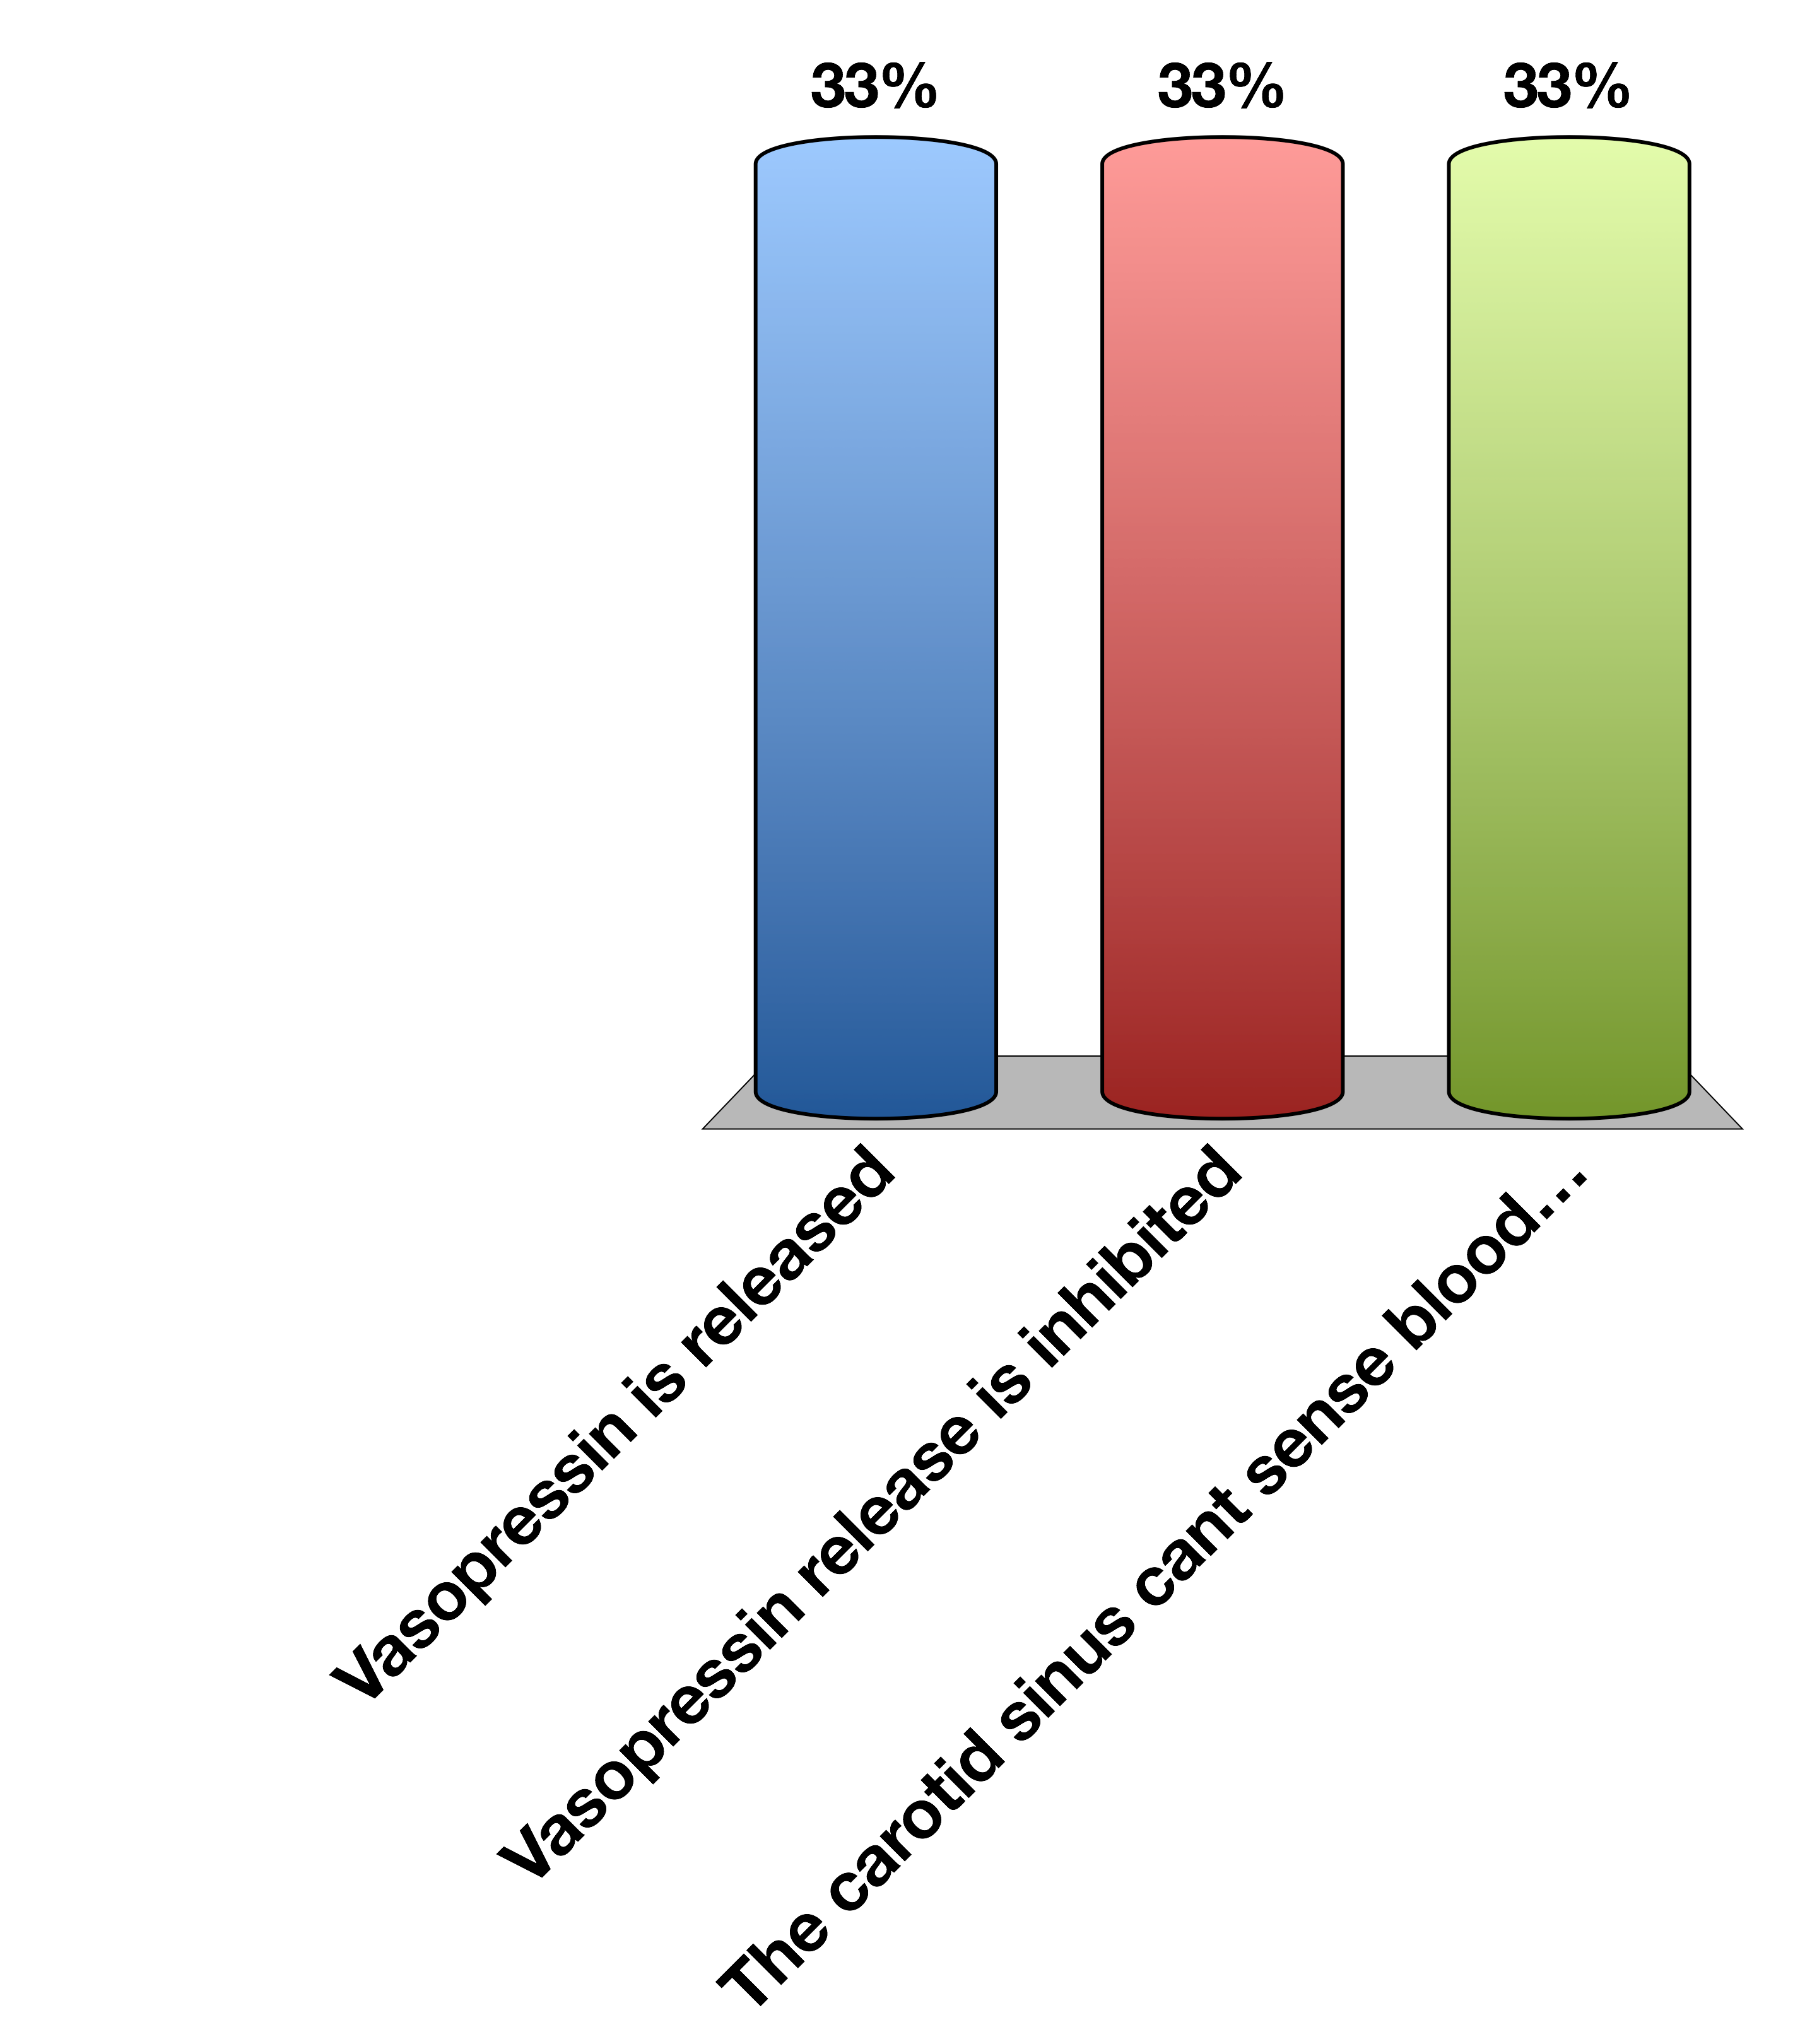 33% 33% 33%
Vasopressin is released
Vasopressin release is inhibited
The carotid sinus cant sense blood...